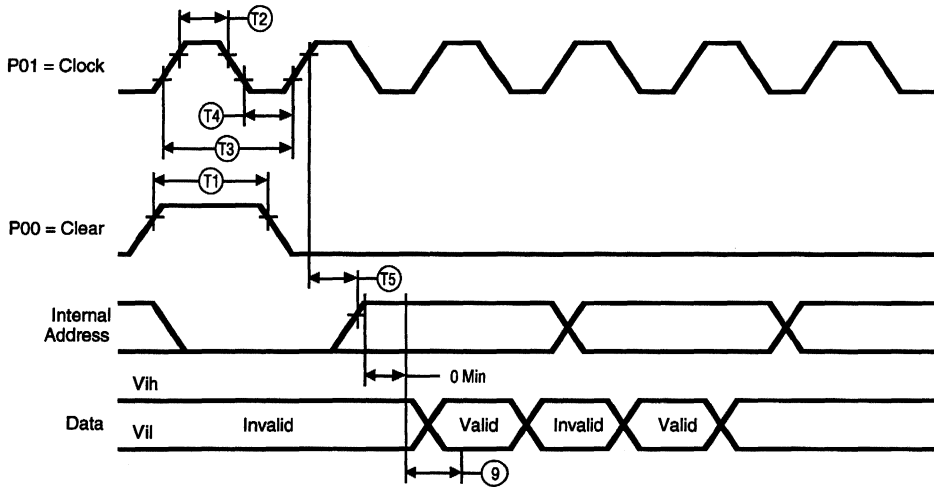 T2
P01 = Clock
T4
T3
T1
P00 = Clear
T5
Internal
Address
0 Min
Vih
Data
Vil
Invalid
Valid
Invalid
Valid
9